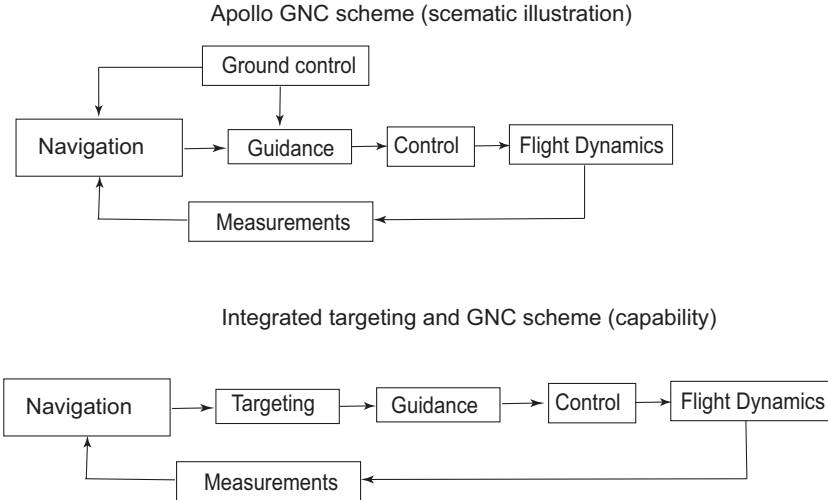 Apollo GNC scheme (scematic illustration)
Ground control
Navigation
Guidance
Control
Flight Dynamics
Measurements
Integrated targeting and GNC scheme (capability)
Navigation
Targeting
Guidance
Control
Flight Dynamics
Measurements